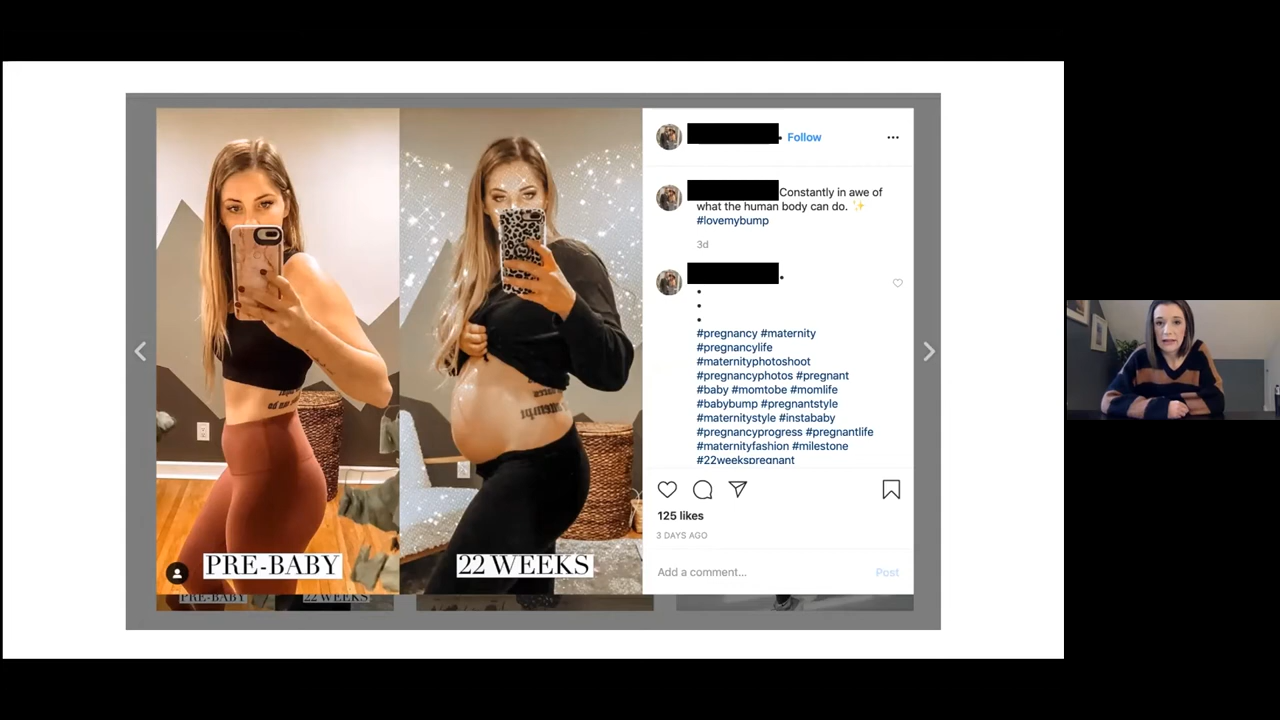 PRE-BABY
22 WEEKS
• Follow
Constantly in awe of
what the human body can do. ✨
#lovemybump
3d
•
•
•
•
#pregnancy #maternity
#pregnancylife
#maternityphotoshoot
#pregnancyphotos #pregnant
#baby #momtobe #momlife
#babybump #pregnantstyle
#maternitystyle #instababy
#pregnancyprogress #pregnantlife
#maternityfashion #milestone
#22weekspregnant
125 likes
3 DAYS AGO
Add a comment...
Post
PRE-BABY
22 WEEKS